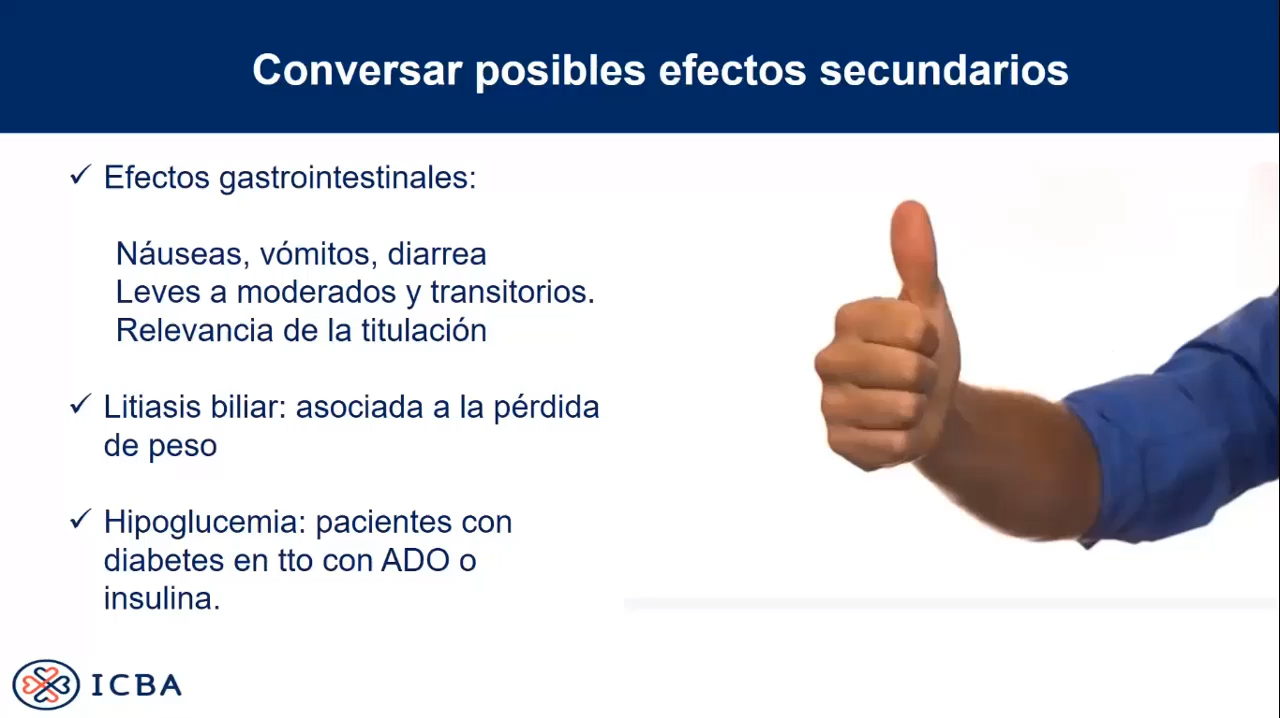 Conversar posibles efectos secundarios
✓ Efectos gastrointestinales:
Náuseas, vómitos, diarrea
Leves a moderados y transitorios.
Relevancia de la titulación
✓ Litiasis biliar: asociada a la pérdida
de peso
✓ Hipoglucemia: pacientes con
diabetes en tto con ADO o
insulina.
ICBA